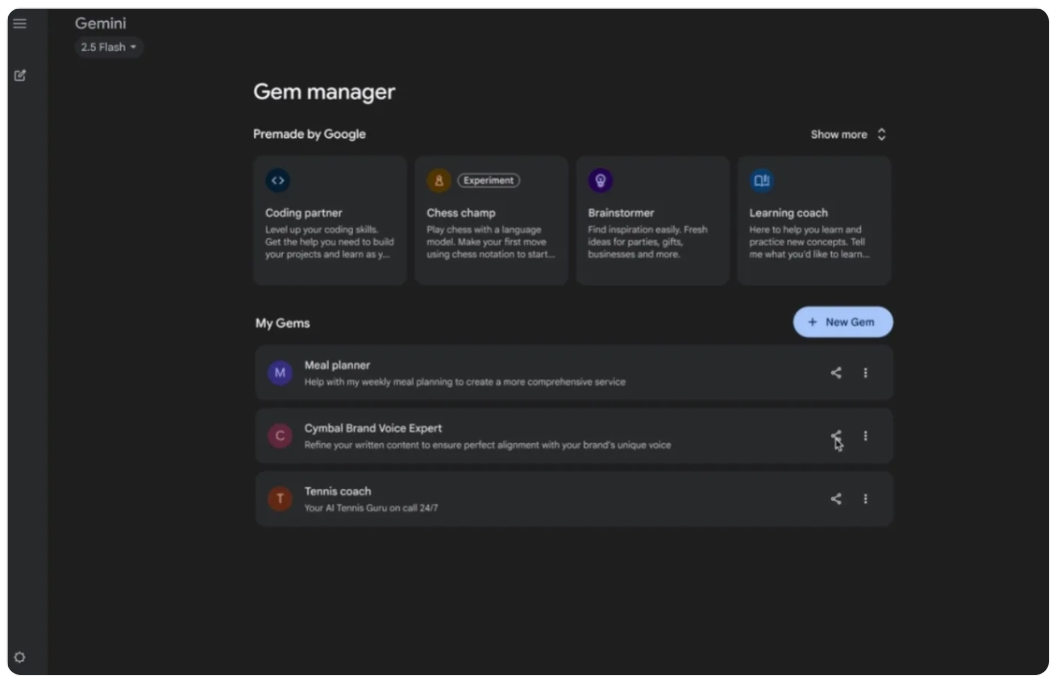 Gemini
2.5 Flash
Gem manager
Premade by Google
Show more
Coding partner
Level up your coding skills.
Get the help you need to build
your projects and learn as y...
Experiment
Chess champ
Play chess with a language
model. Make your first move
using chess notation to start...
Brainstormer
Find inspiration easily. Fresh
ideas for parties, gifts,
businesses and more.
Learning coach
Here to help you learn and
practice new concepts. Tell
me what you'd like to learn...
My Gems
+ New Gem
M
Meal planner
Help with my weekly meal planning to create a more comprehensive service
C
Cymbal Brand Voice Expert
Refine your written content to ensure perfect alignment with your brand's unique voice
T
Tennis coach
Your AI Tennis Guru on call 24/7